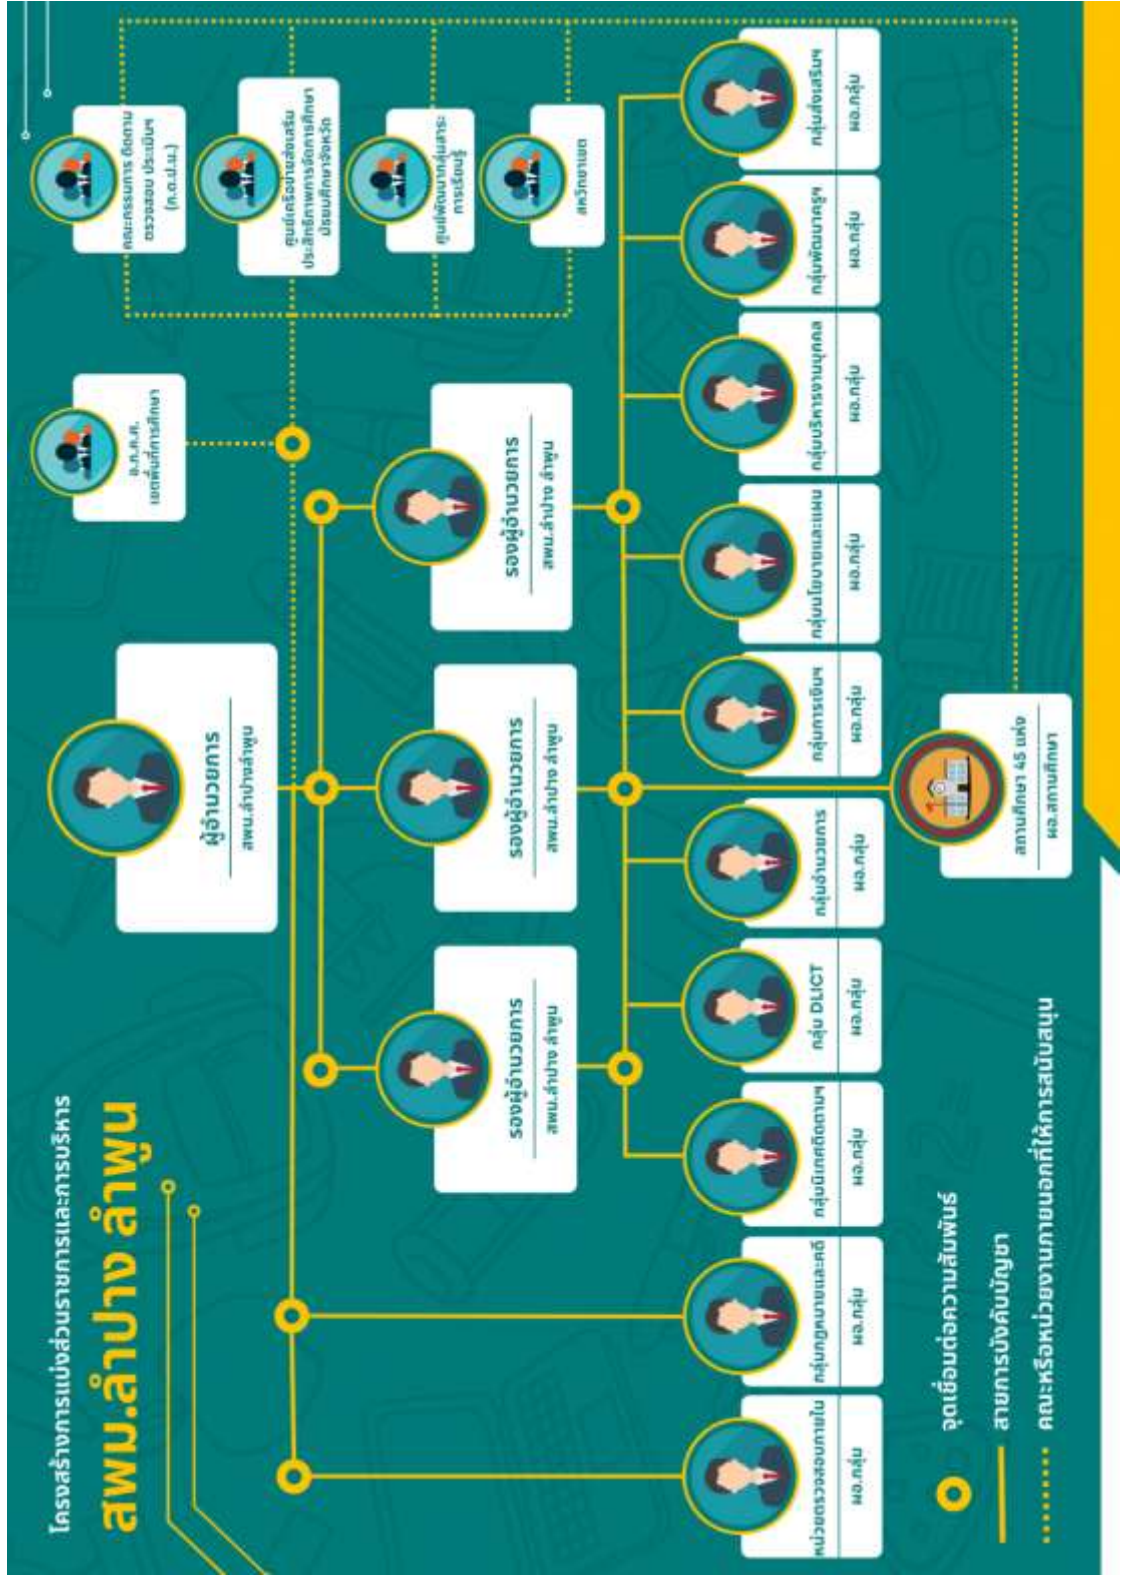 โครงสร้างการแบ่งส่วนราชการและการบริหาร
สพม.ลำปาง ลำพูน
ผู้อำนวยการ
สพม.ลำปางลำพูน
อ.ก.ค.ศ.
เขตพื้นที่การศึกษา
คณะกรรมการ ติดตาม
ตรวจสอบ ประเมินฯ
(ก.ต.ป.น.)
ศูนย์เครือข่ายส่งเสริม
ประสิทธิภาพการจัดการศึกษา
มัธยมศึกษาจังหวัด
ศูนย์พัฒนากลุ่มสาระ
การเรียนรู้
สหวิทยาเขต
รองผู้อำนวยการ
สพม.ลำปาง ลำพูน
รองผู้อำนวยการ
สพม.ลำปาง ลำพูน
รองผู้อำนวยการ
สพม.ลำปาง ลำพูน
หน่วยตรวจสอบภายใน
ผอ.กลุ่ม
กลุ่มกฎหมายและคดี
ผอ.กลุ่ม
กลุ่มนิเทศติดตามฯ
ผอ.กลุ่ม
กลุ่ม DLICT
ผอ.กลุ่ม
กลุ่มอำนวยการ
ผอ.กลุ่ม
กลุ่มการเงินฯ
ผอ.กลุ่ม
กลุ่มนโยบายและแผน
ผอ.กลุ่ม
กลุ่มบริหารงานบุคคล
ผอ.กลุ่ม
กลุ่มพัฒนาครูฯ
ผอ.กลุ่ม
กลุ่มส่งเสริมฯ
ผอ.กลุ่ม
สถานศึกษา 45 แห่ง
ผอ.สถานศึกษา
จุดเชื่อมต่อความสัมพันธ์
สายการบังคับบัญชา
คณะหรือหน่วยงานภายนอกที่ให้การสนับสนุน